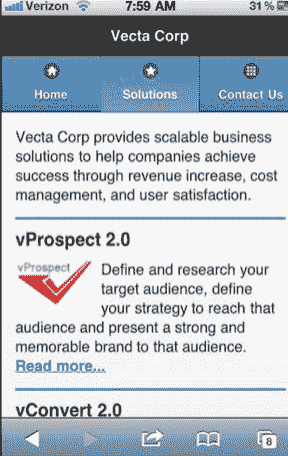 Verizon 7:59 AM 31 %
Vecta Corp
Home Solutions Contact Us
Vecta Corp provides scalable business
solutions to help companies achieve
success through revenue increase, cost
management, and user satisfaction.
vProspect 2.0
vProspect
Define and research your
target audience, define
your strategy to reach that
audience and present a strong and
memorable brand to that audience.
Read more...
vConvert 2.0
8